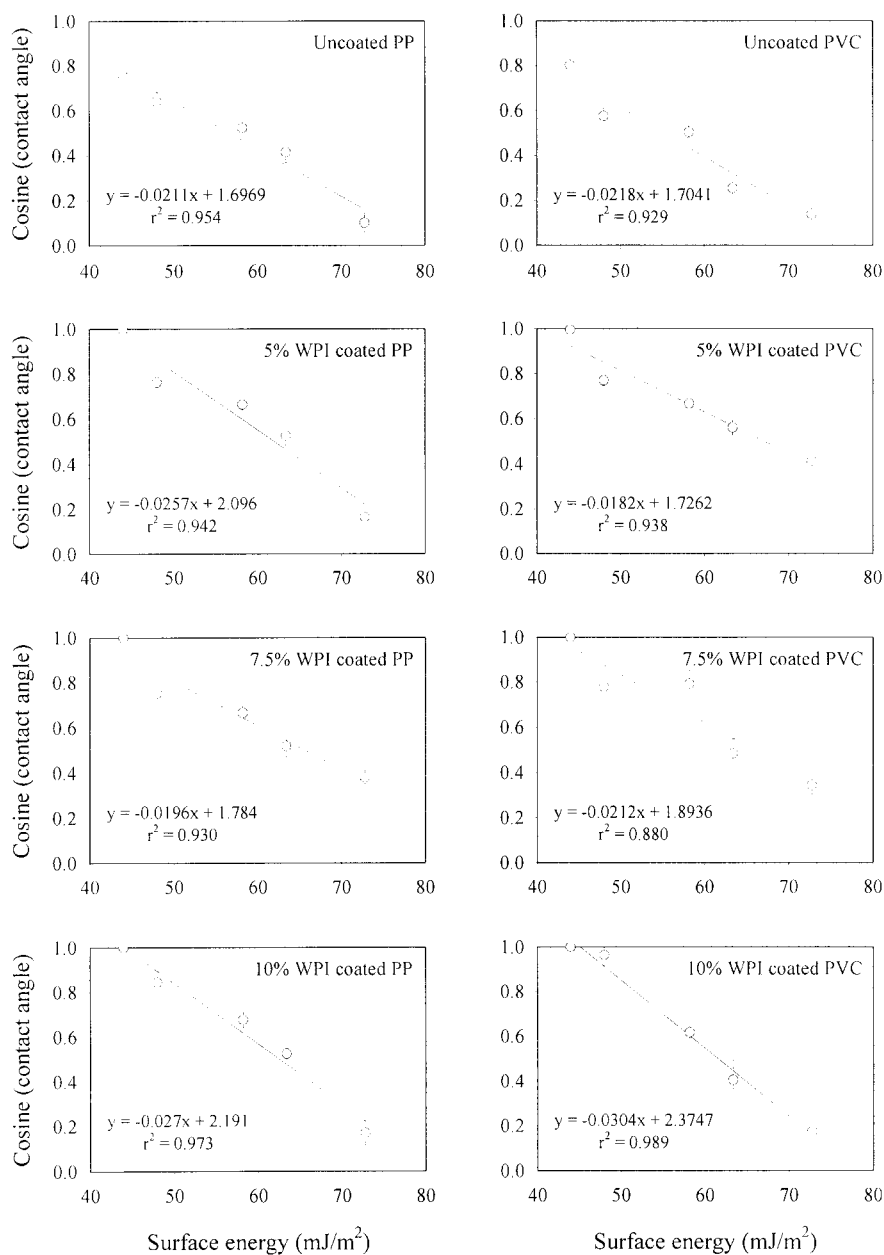 Cosine (contact angle)
1.0
0.8
0.6
0.4
0.2
0.0
Uncoated PP
y = -0.0211x + 1.6969
r² = 0.954
40 50 60 70 80
1.0
0.8
0.6
0.4
0.2
0.0
Uncoated PVC
y = -0.0218x + 1.7041
r² = 0.929
40 50 60 70 80
Cosine (contact angle)
1.0
0.8
0.6
0.4
0.2
0.0
5% WPI coated PP
y = -0.0257x + 2.096
r² = 0.942
40 50 60 70 80
1.0
0.8
0.6
0.4
0.2
0.0
5% WPI coated PVC
y = -0.0182x + 1.7262
r² = 0.938
40 50 60 70 80
Cosine (contact angle)
1.0
0.8
0.6
0.4
0.2
0.0
7.5% WPI coated PP
y = -0.0196x + 1.784
r² = 0.930
40 50 60 70 80
1.0
0.8
0.6
0.4
0.2
0.0
7.5% WPI coated PVC
y = -0.0212x + 1.8936
r² = 0.880
40 50 60 70 80
Cosine (contact angle)
1.0
0.8
0.6
0.4
0.2
0.0
10% WPI coated PP
y = -0.027x + 2.191
r² = 0.973
40 50 60 70 80
Surface energy (mJ/m²)
1.0
0.8
0.6
0.4
0.2
0.0
10% WPI coated PVC
y = -0.0304x + 2.3747
r² = 0.989
40 50 60 70 80
Surface energy (mJ/m²)